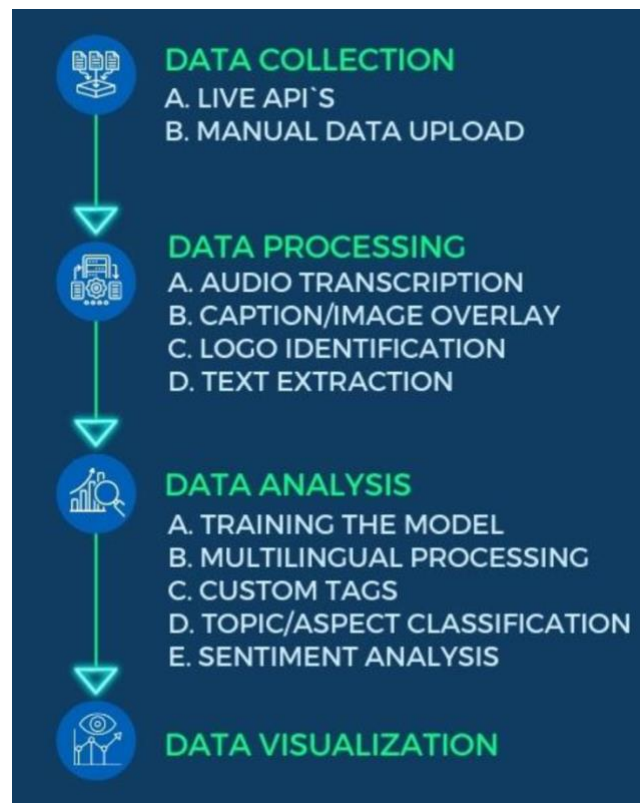 DATA COLLECTION
A. LIVE API`S
B. MANUAL DATA UPLOAD
DATA PROCESSING
A. AUDIO TRANSCRIPTION
B. CAPTION/IMAGE OVERLAY
C. LOGO IDENTIFICATION
D. TEXT EXTRACTION
DATA ANALYSIS
A. TRAINING THE MODEL
B. MULTILINGUAL PROCESSING
C. CUSTOM TAGS
D. TOPIC/ASPECT CLASSIFICATION
E. SENTIMENT ANALYSIS
DATA VISUALIZATION